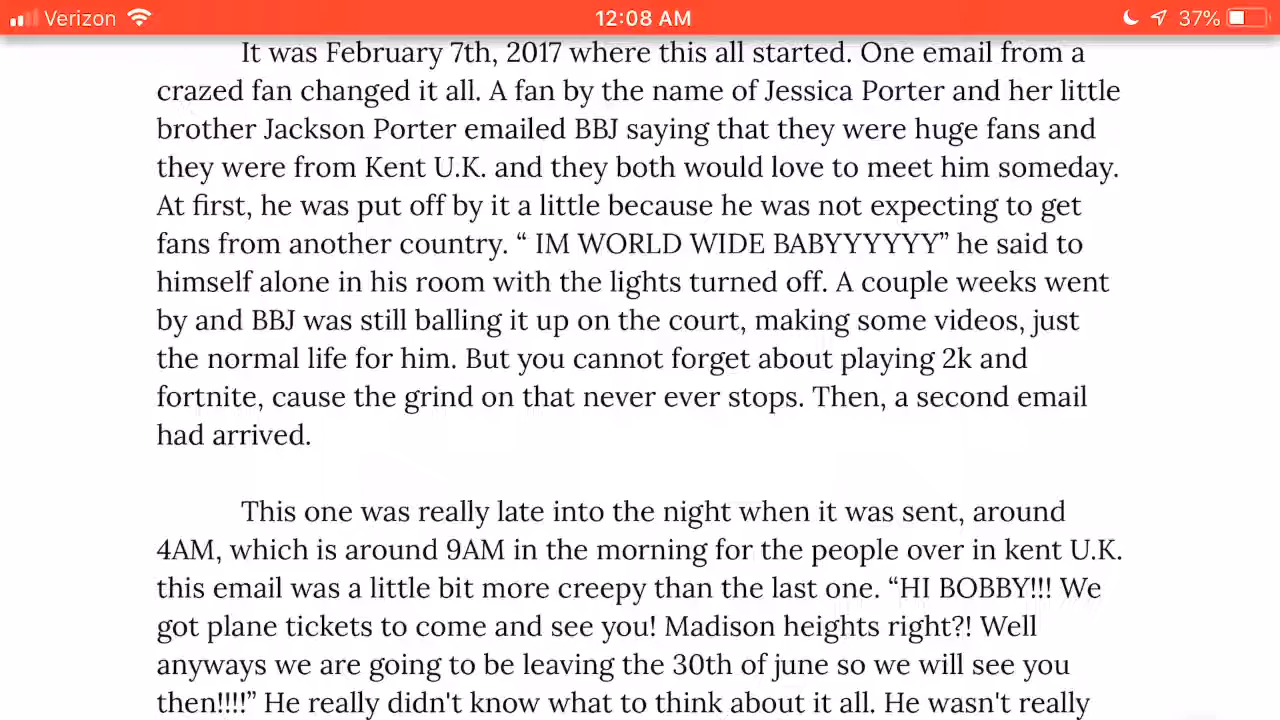 Verizon 12:08 AM 37%
It was February 7th, 2017 where this all started. One email from a
crazed fan changed it all. A fan by the name of Jessica Porter and her little
brother Jackson Porter emailed BBJ saying that they were huge fans and
they were from Kent U.K. and they both would love to meet him someday.
At first, he was put off by it a little because he was not expecting to get
fans from another country. “ IM WORLD WIDE BABYYYYYY” he said to
himself alone in his room with the lights turned off. A couple weeks went
by and BBJ was still balling it up on the court, making some videos, just
the normal life for him. But you cannot forget about playing 2k and
fortnite, cause the grind on that never ever stops. Then, a second email
had arrived.
This one was really late into the night when it was sent, around
4AM, which is around 9AM in the morning for the people over in kent U.K.
this email was a little bit more creepy than the last one. “HI BOBBY!!! We
got plane tickets to come and see you! Madison heights right?! Well
anyways we are going to be leaving the 30th of june so we will see you
then!!!!” He really didn't know what to think about it all. He wasn't really